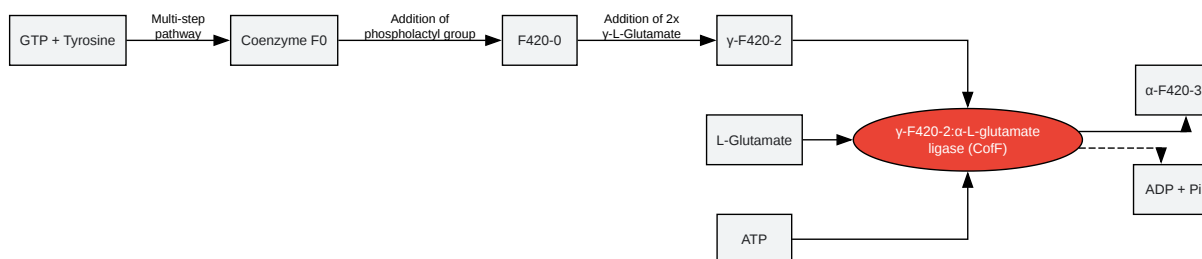 GTP + Tyrosine
Multi-step
pathway
Coenzyme F0
Addition of
phospholactyl group
F420-0
Addition of 2x
γ-L-Glutamate
γ-F420-2
L-Glutamate
ATP
γ-F420-2:α-L-glutamate
ligase (CofF)
α-F420-3
ADP + Pi